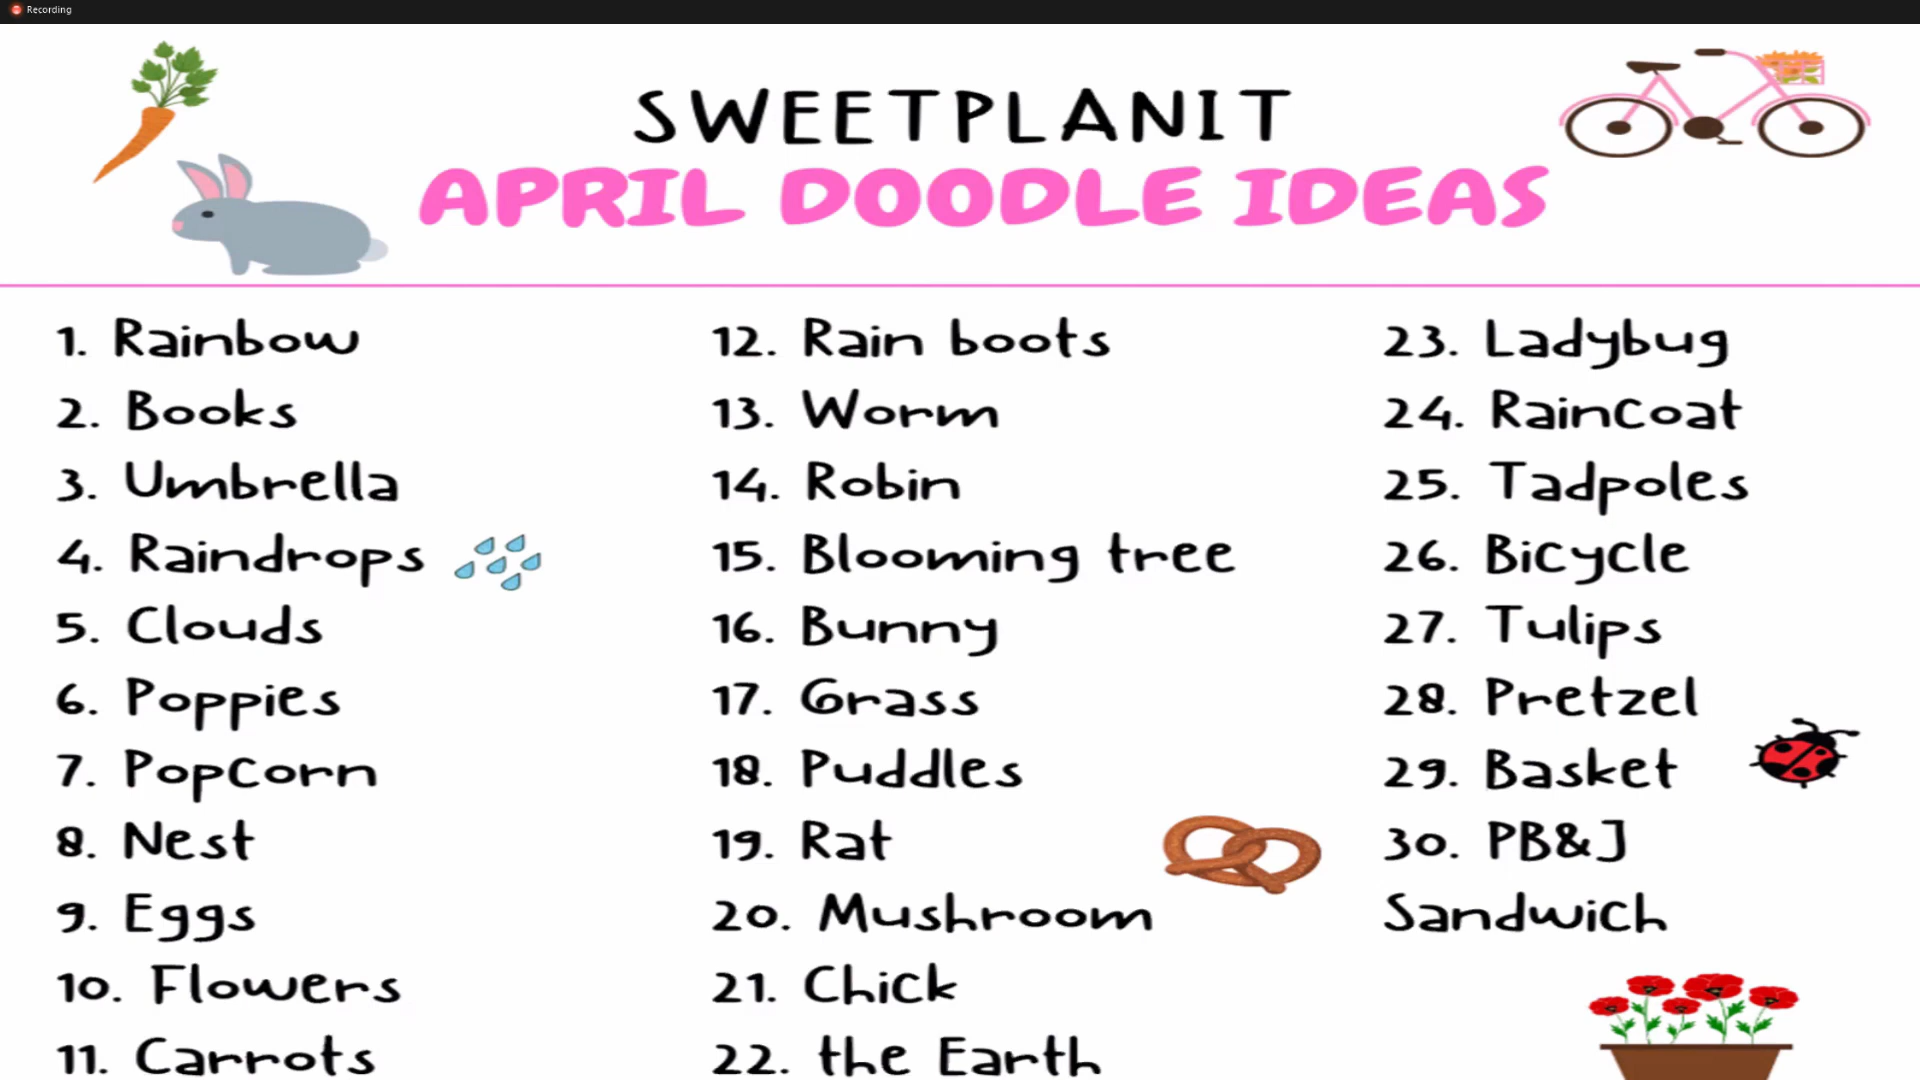 Recording
SWEETPLANIT
APRIL DOODLE IDEAS
1. Rainbow
2. Books
3. Umbrella
4. Raindrops
5. Clouds
6. Poppies
7. Popcorn
8. Nest
9. Eggs
10. Flowers
11. Carrots
12. Rain boots
13. Worm
14. Robin
15. Blooming tree
16. Bunny
17. Grass
18. Puddles
19. Rat
20. Mushroom
21. Chick
22. the Earth
23. Ladybug
24. Raincoat
25. Tadpoles
26. Bicycle
27. Tulips
28. Pretzel
29. Basket
30. PB&J
Sandwich